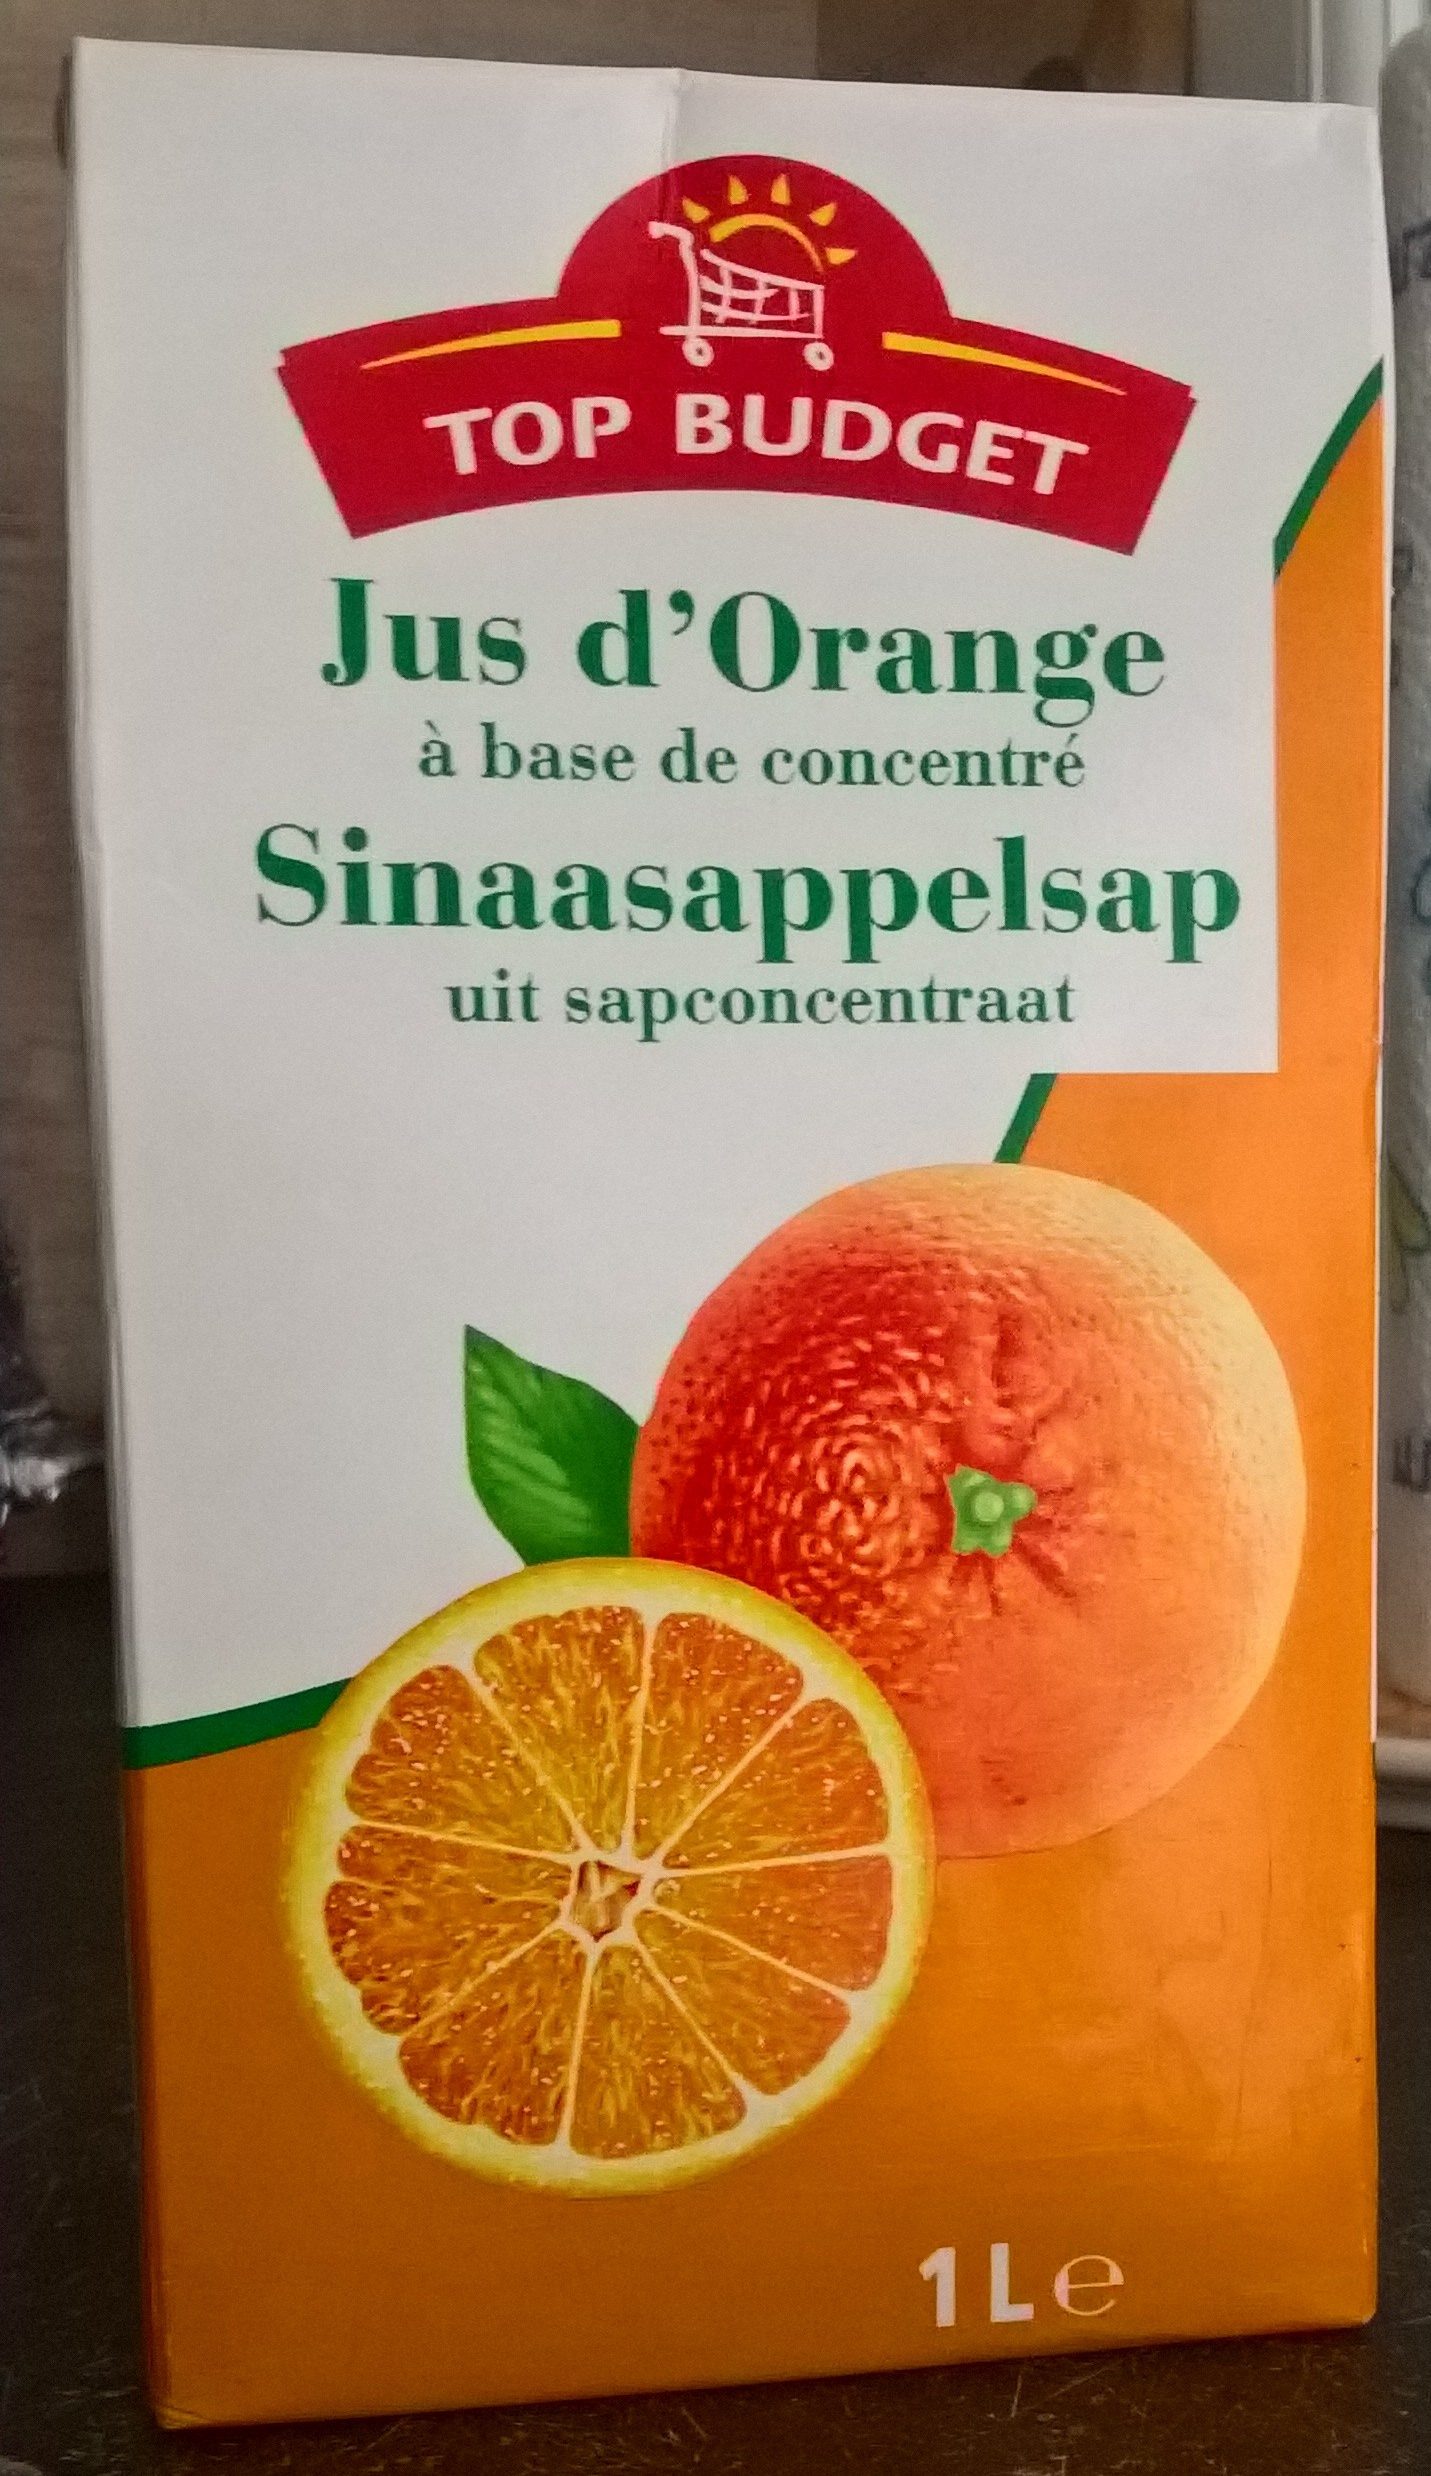 TOP BUDGET
Jus d'Orange
à base de concentré
Sinaasappelsap
uit sapconcentraat
1 L ℮